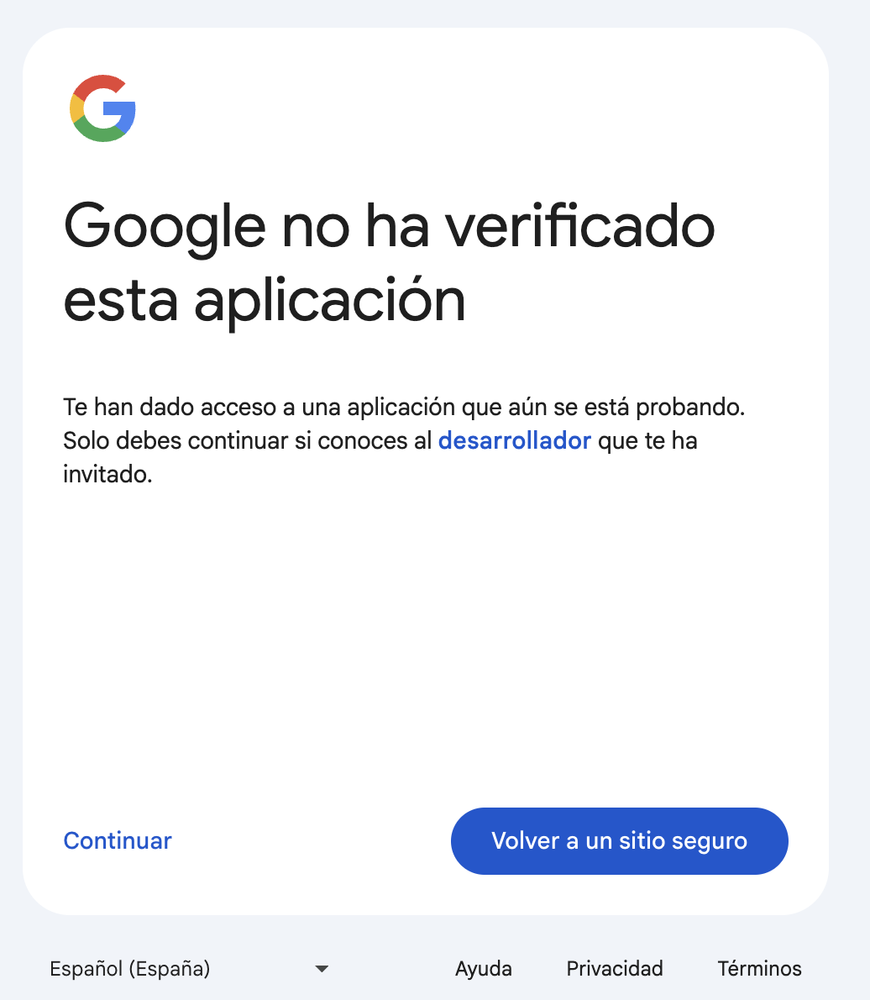 Google no ha verificado
esta aplicación
Te han dado acceso a una aplicación que aún se está probando.
Solo debes continuar si conoces al desarrollador que te ha
invitado.
Continuar
Volver a un sitio seguro
Español (España)
Ayuda
Privacidad
Términos